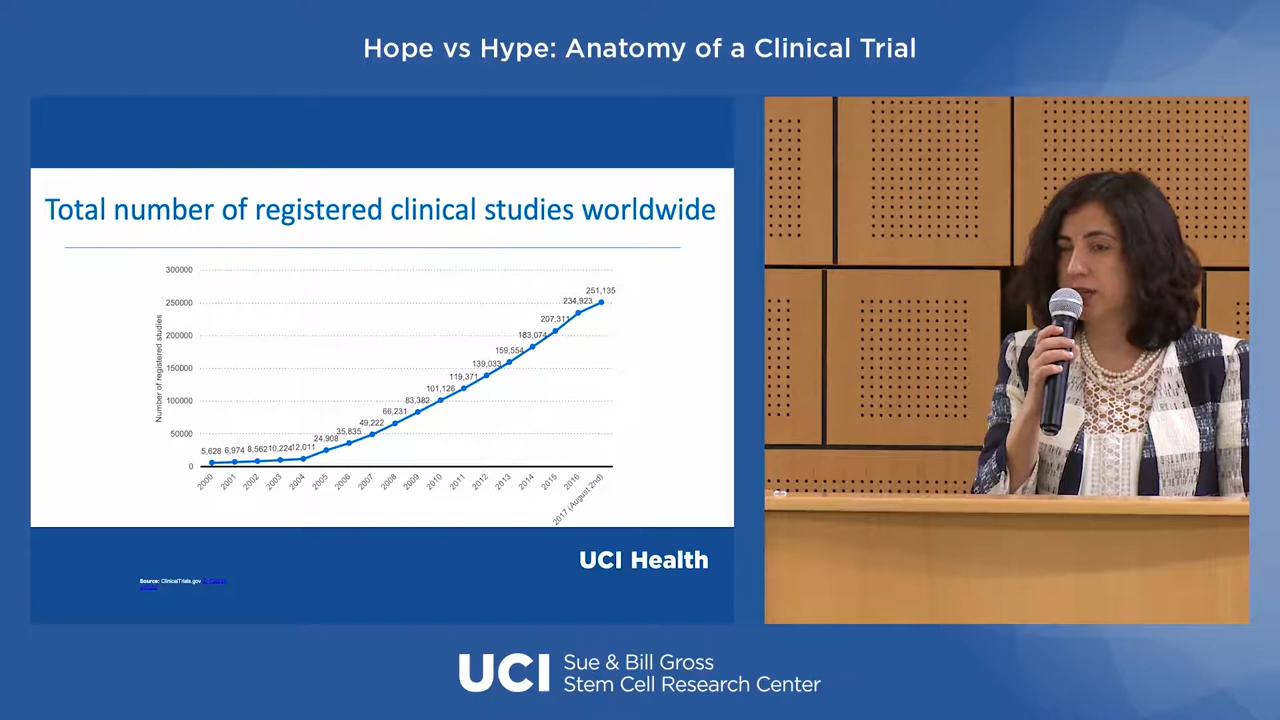 Hope vs Hype: Anatomy of a Clinical Trial
Total number of registered clinical studies worldwide
Number of registered studies
300000
250000
200000
150000
100000
50000
0
5,628 6,974 8,562 10,224 12,011
24,908
35,835
49,222
66,231
83,382
101,126
119,371
139,033
159,554
183,074
207,311
234,923
251,135
2000 2001 2002 2003 2004 2005 2006 2007 2008 2009 2010 2011 2012 2013 2014 2015 2016 2017 (August 2nd)
UCI Health
Source: ClinicalTrials.gov
UCI Sue & Bill Gross
Stem Cell Research Center